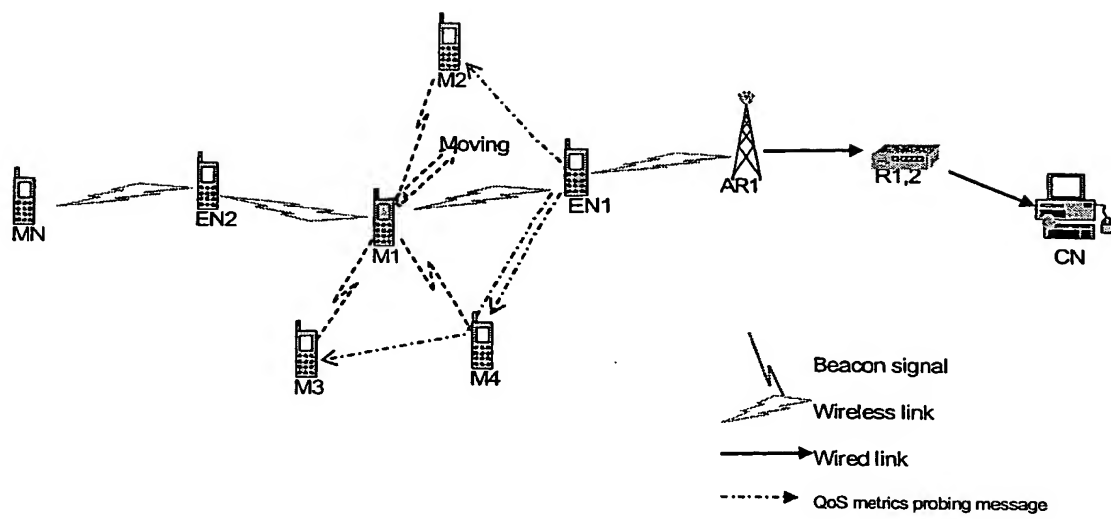 M2
Moving
MN
EN2
M1
EN1
AR1
R1,2
CN
M3
M4
Beacon signal
Wireless link
Wired link
QoS metrics probing message